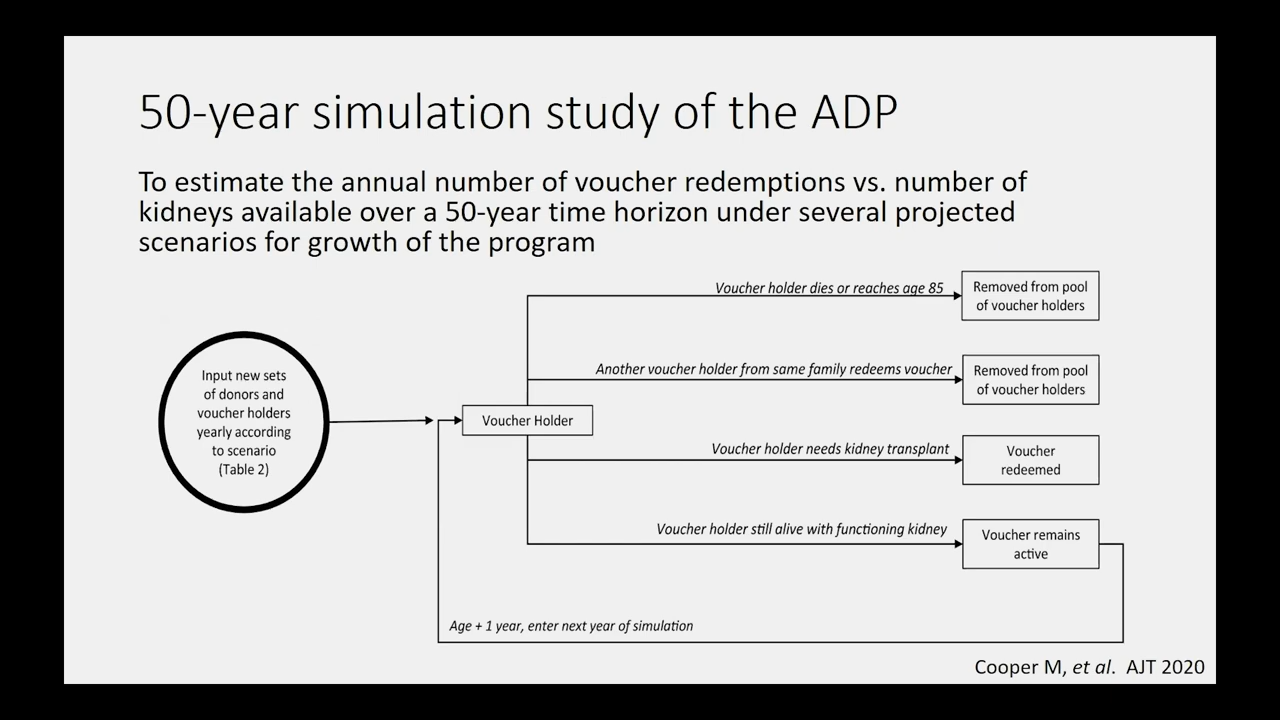 50-year simulation study of the ADP
To estimate the annual number of voucher redemptions vs. number of
kidneys available over a 50-year time horizon under several projected
scenarios for growth of the program
Input new sets
of donors and
voucher holders
yearly according
to scenario
(Table 2)
Voucher Holder
Voucher holder dies or reaches age 85
Removed from pool
of voucher holders
Another voucher holder from same family redeems voucher
Removed from pool
of voucher holders
Voucher holder needs kidney transplant
Voucher
redeemed
Voucher holder still alive with functioning kidney
Voucher remains
active
Age + 1 year, enter next year of simulation
Cooper M, et al. AJT 2020